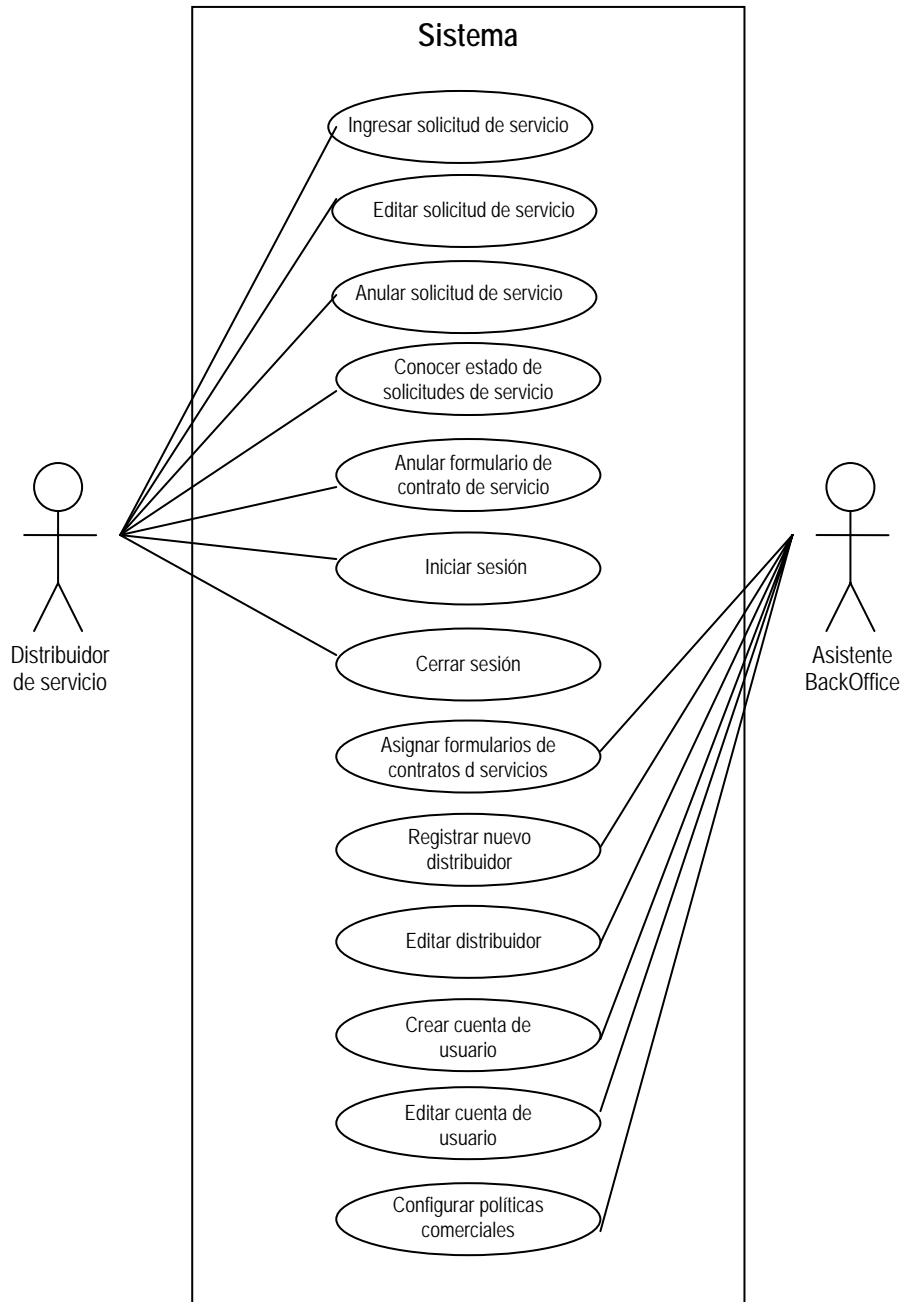 Sistema
Ingresar solicitud de servicio
Editar solicitud de servicio
Anular solicitud de servicio
Conocer estado de
solicitudes de servicio
Anular formulario de
contrato de servicio
Iniciar sesión
Cerrar sesión
Distribuidor
de servicio
Asistente
BackOffice
Asignar formularios de
contratos d servicios
Registrar nuevo
distribuidor
Editar distribuidor
Crear cuenta de
usuario
Editar cuenta de
usuario
Configurar políticas
comerciales